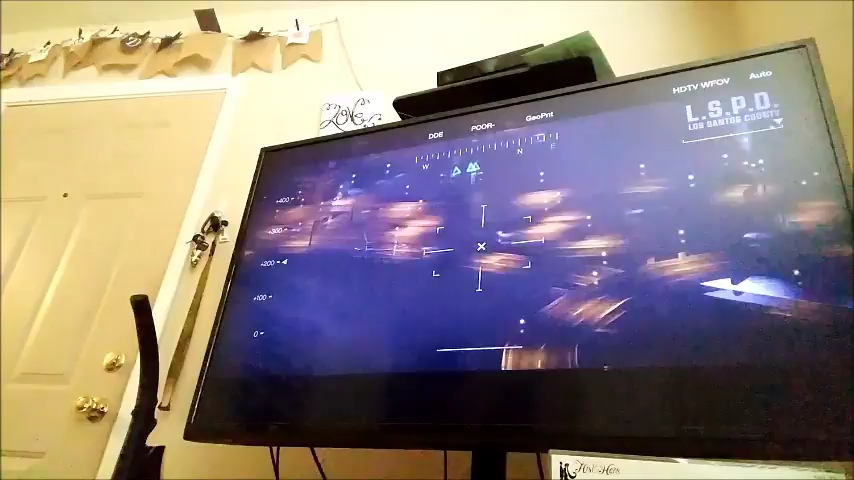 Love
HDTV WFOV Auto
L.S.P.D.
LOS SANTOS COUNTY
DDE POOR- GeoPnt
W N E
+400
+300
+200
+100
0